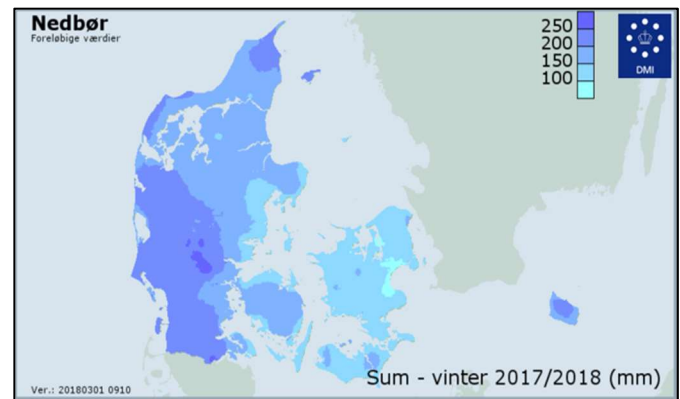 Nedbør
Foreløbige værdier
250
200
150
100
DMI
Sum - vinter 2017/2018 (mm)
Ver.: 20180301 0910